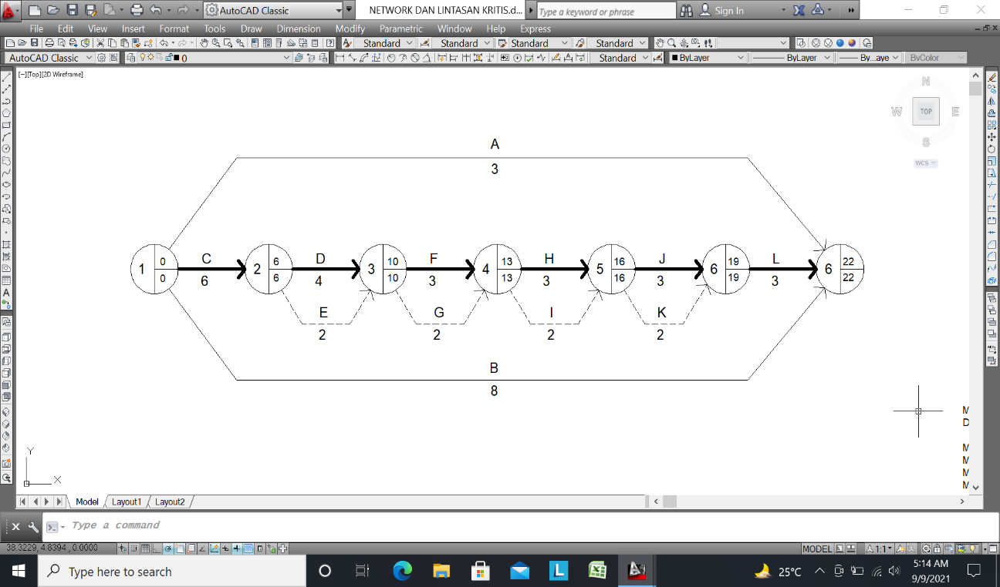 AutoCAD Classic
NETWORK DAN LINTASAN KRITIS.d...
Type a keyword or phrase
Sign In
File Edit View Insert Format Tools Draw Dimension Modify Parametric Window Help Express
Standard Standard Standard Standard
AutoCAD Classic 0 Standard ByLayer ByLayer By...aye ByColor
[−][Top][2D Wireframe]
N
W TOP E
S
WCS
A
3
1 0 0
C
6
2 6 6
D
4
3 10 10
F
3
4 13 13
H
3
5 16 16
J
3
6 19 19
L
3
6 22 22
E
2
G
2
I
2
K
2
B
8
M
D
M
M
M
M
Y
X
Model Layout1 Layout2
Type a command
38.3229, 4.8394 , 0.0000
MODEL 1:1
Type here to search
25°C
5:14 AM
9/9/2021